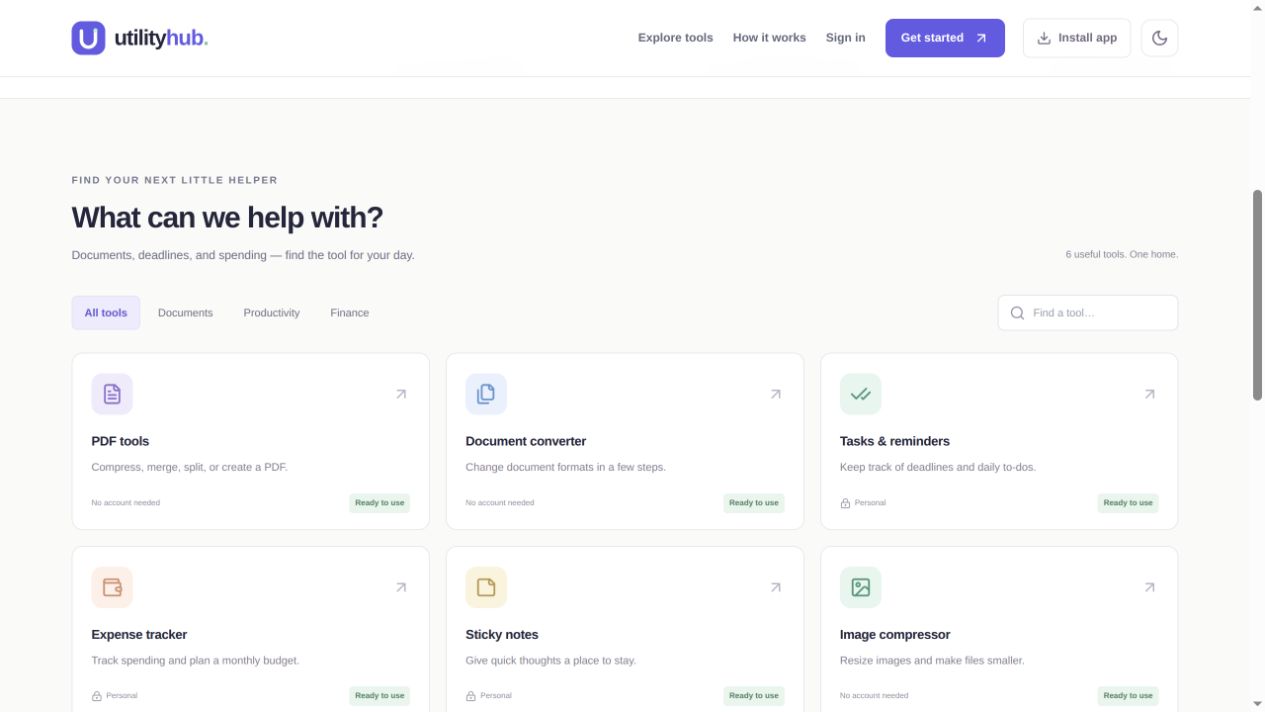 utilityhub.
Explore tools
How it works
Sign in
Get started
Install app
FIND YOUR NEXT LITTLE HELPER
What can we help with?
Documents, deadlines, and spending — find the tool for your day.
6 useful tools. One home.
All tools
Documents
Productivity
Finance
Find a tool…
PDF tools
Compress, merge, split, or create a PDF.
No account needed
Ready to use
Document converter
Change document formats in a few steps.
No account needed
Ready to use
Tasks & reminders
Keep track of deadlines and daily to-dos.
Personal
Ready to use
Expense tracker
Track spending and plan a monthly budget.
Personal
Ready to use
Sticky notes
Give quick thoughts a place to stay.
Personal
Ready to use
Image compressor
Resize images and make files smaller.
No account needed
Ready to use